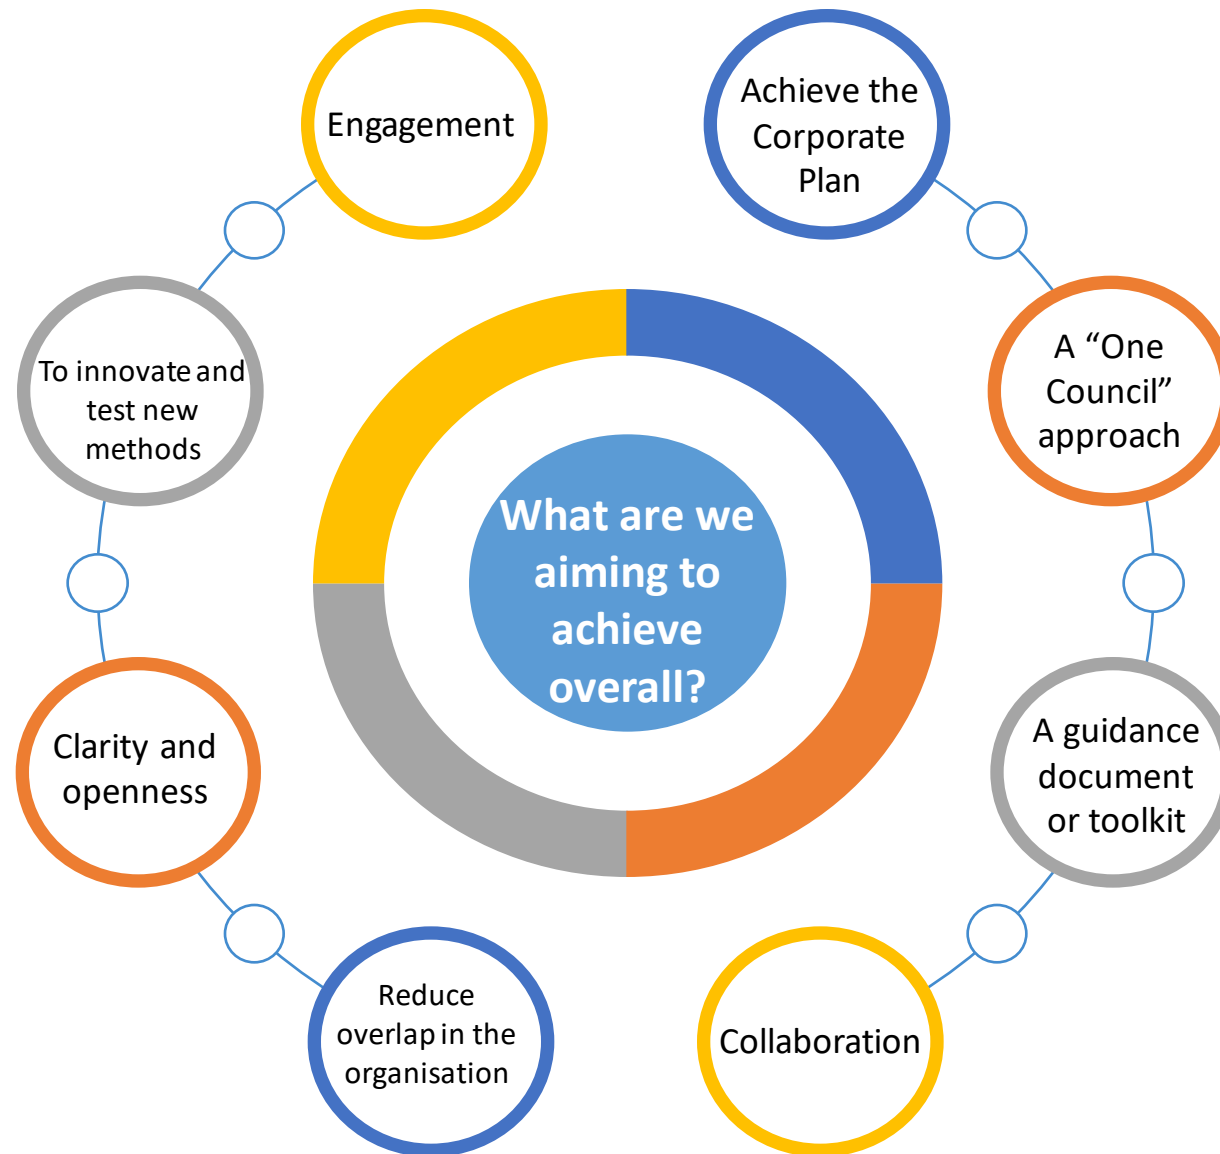 Engagement
Achieve the
Corporate
Plan
To innovate and
test new
methods
A “One
Council”
approach
What are we
aiming to
achieve
overall?
Clarity and
openness
A guidance
document
or toolkit
Reduce
overlap in the
organisation
Collaboration